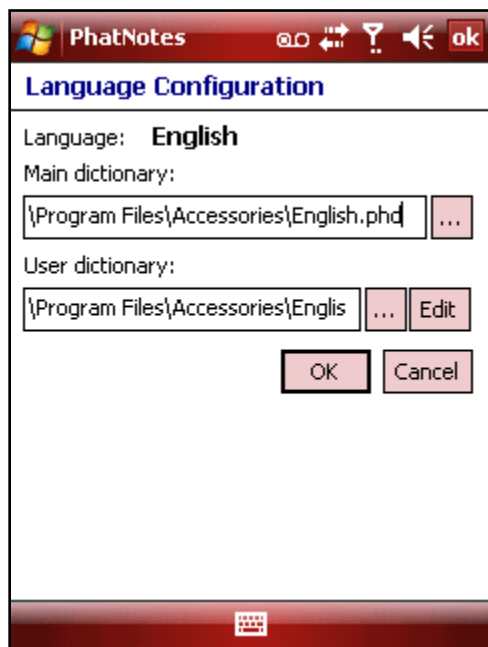 PhatNotes ok
Language Configuration
Language: English
Main dictionary:
\Program Files\Accessories\English.phd ...
User dictionary:
\Program Files\Accessories\Englis ... Edit
OK Cancel